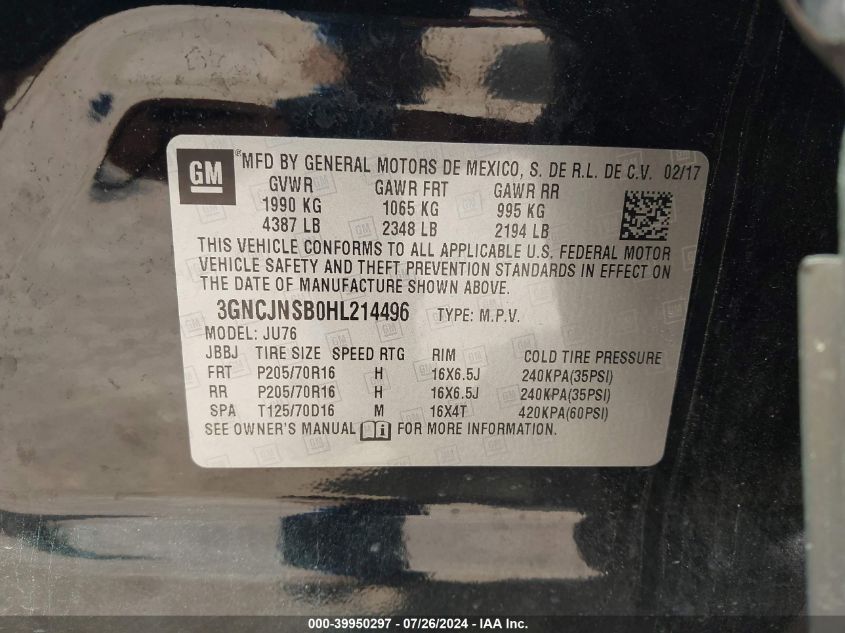 GM ® MFD BY GENERAL MOTORS DE MEXICO, S. DE R.L. DE C.V. 02/17
GVWR GAWR FRT GAWR RR
1990 KG 1065 KG 995 KG
4387 LB 2348 LB 2194 LB
THIS VEHICLE CONFORMS TO ALL APPLICABLE U.S. FEDERAL MOTOR
VEHICLE SAFETY AND THEFT PREVENTION STANDARDS IN EFFECT ON
THE DATE OF MANUFACTURE SHOWN ABOVE.
3GNCJNSB0HL214496 TYPE: M.P.V.
MODEL: JU76
JBBJ TIRE SIZE SPEED RTG RIM COLD TIRE PRESSURE
FRT P205/70R16 H 16X6.5J 240KPA(35PSI)
RR P205/70R16 H 16X6.5J 240KPA(35PSI)
SPA T125/70D16 M 16X4T 420KPA(60PSI)
SEE OWNER'S MANUAL FOR MORE INFORMATION.
000-39950297 - 07/26/2024 - IAA Inc.